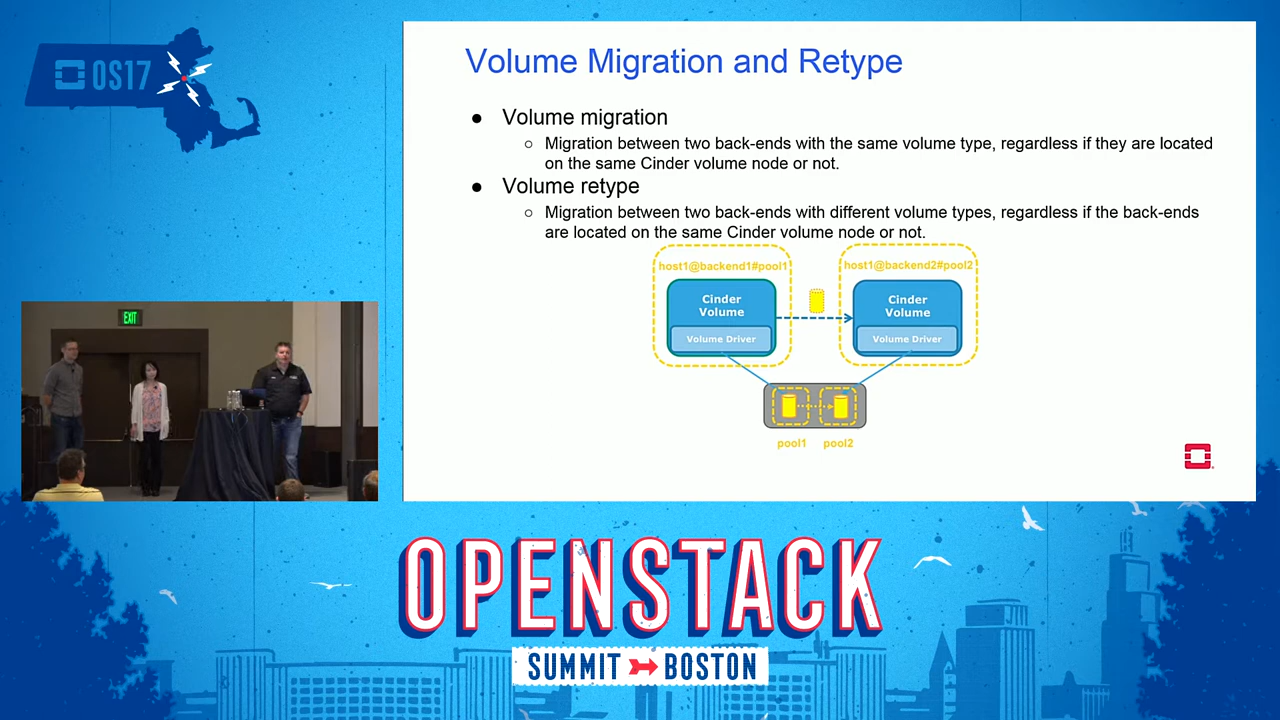 OS17
Volume Migration and Retype
● Volume migration
○ Migration between two back-ends with the same volume type, regardless if they are located
on the same Cinder volume node or not.
● Volume retype
○ Migration between two back-ends with different volume types, regardless if the back-ends
are located on the same Cinder volume node or not.
host1@backend1#pool1
host1@backend2#pool2
Cinder
Volume
Volume Driver
Cinder
Volume
Volume Driver
pool1
pool2
EXIT
OPENSTACK
SUMMIT BOSTON